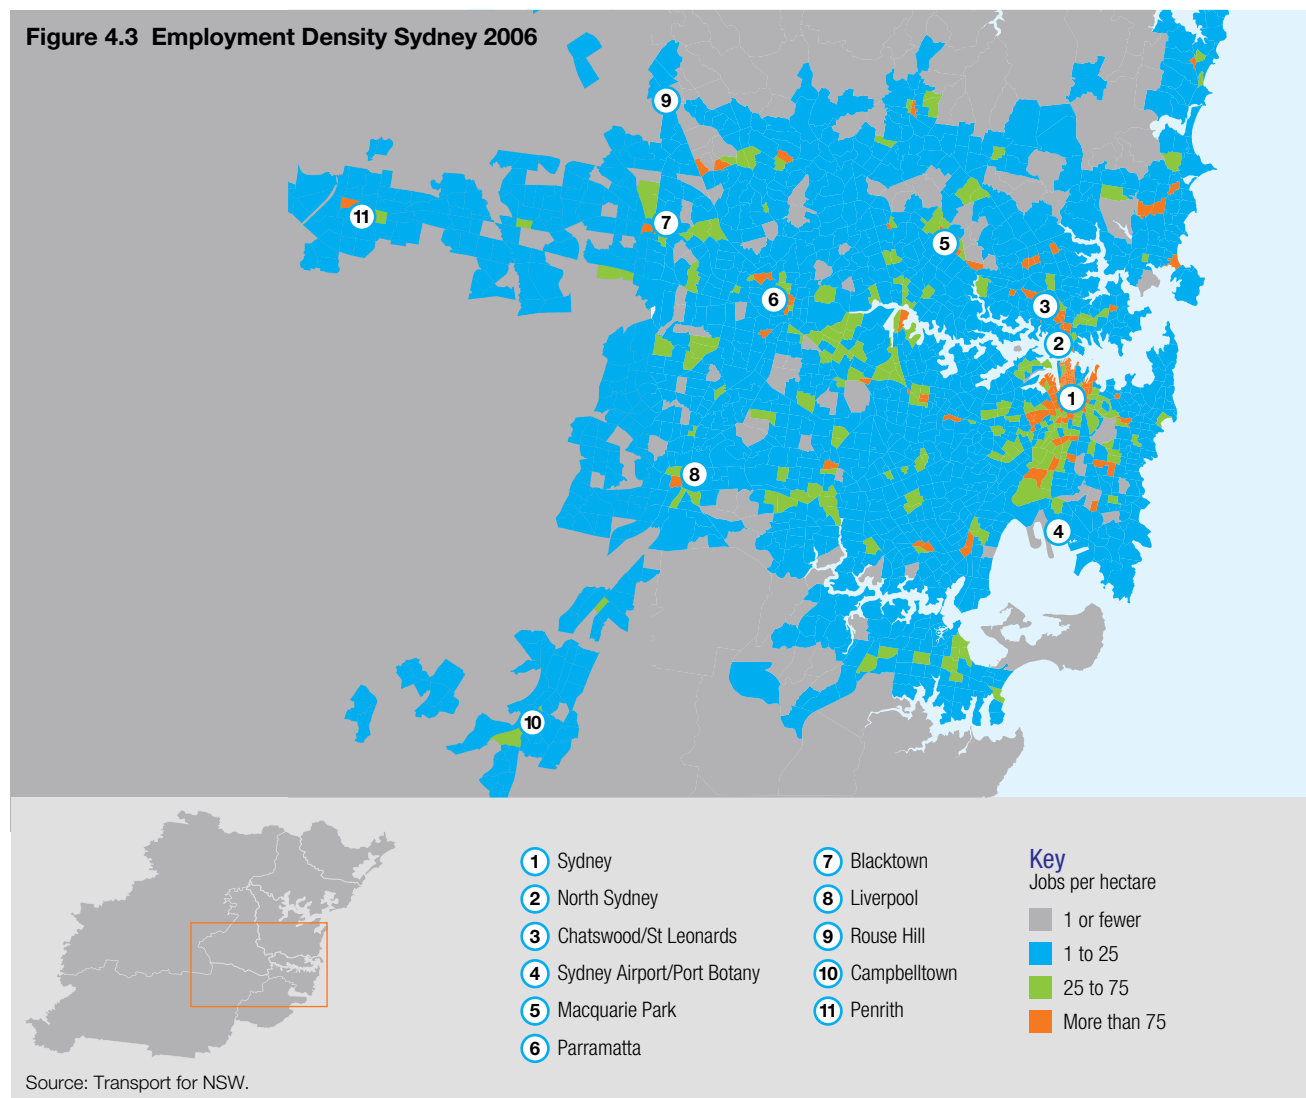 Figure 4.3 Employment Density Sydney 2006
9
11
7
5
6
3
2
1
8
4
10
1 Sydney
2 North Sydney
3 Chatswood/St Leonards
4 Sydney Airport/Port Botany
5 Macquarie Park
6 Parramatta
7 Blacktown
8 Liverpool
9 Rouse Hill
10 Campbelltown
11 Penrith
Key
Jobs per hectare
1 or fewer
1 to 25
25 to 75
More than 75
Source: Transport for NSW.